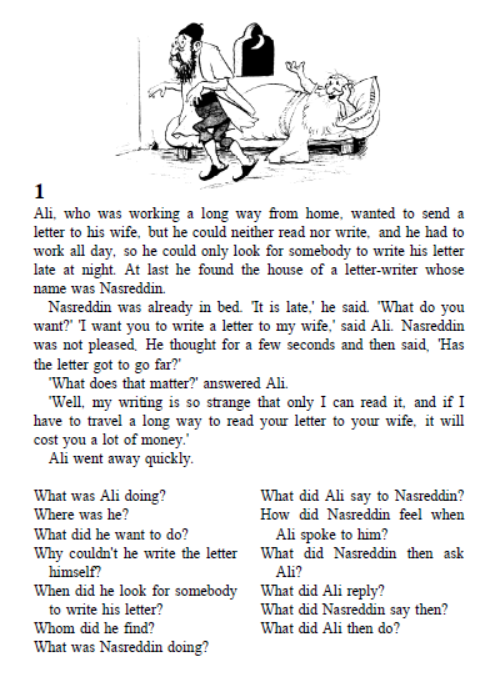 1
Ali, who was working a long way from home, wanted to send a
letter to his wife, but he could neither read nor write, and he had to
work all day, so he could only look for somebody to write his letter
late at night. At last he found the house of a letter-writer whose
name was Nasreddin.
Nasreddin was already in bed. 'It is late,' he said. 'What do you
want?' 'I want you to write a letter to my wife,' said Ali. Nasreddin
was not pleased. He thought for a few seconds and then said, 'Has
the letter got to go far?'
'What does that matter?' answered Ali.
'Well, my writing is so strange that only I can read it, and if I
have to travel a long way to read your letter to your wife, it will
cost you a lot of money.'
Ali went away quickly.
What was Ali doing?
Where was he?
What did he want to do?
Why couldn't he write the letter
himself?
When did he look for somebody
to write his letter?
Whom did he find?
What was Nasreddin doing?
What did Ali say to Nasreddin?
How did Nasreddin feel when
Ali spoke to him?
What did Nasreddin then ask
Ali?
What did Ali reply?
What did Nasreddin say then?
What did Ali then do?